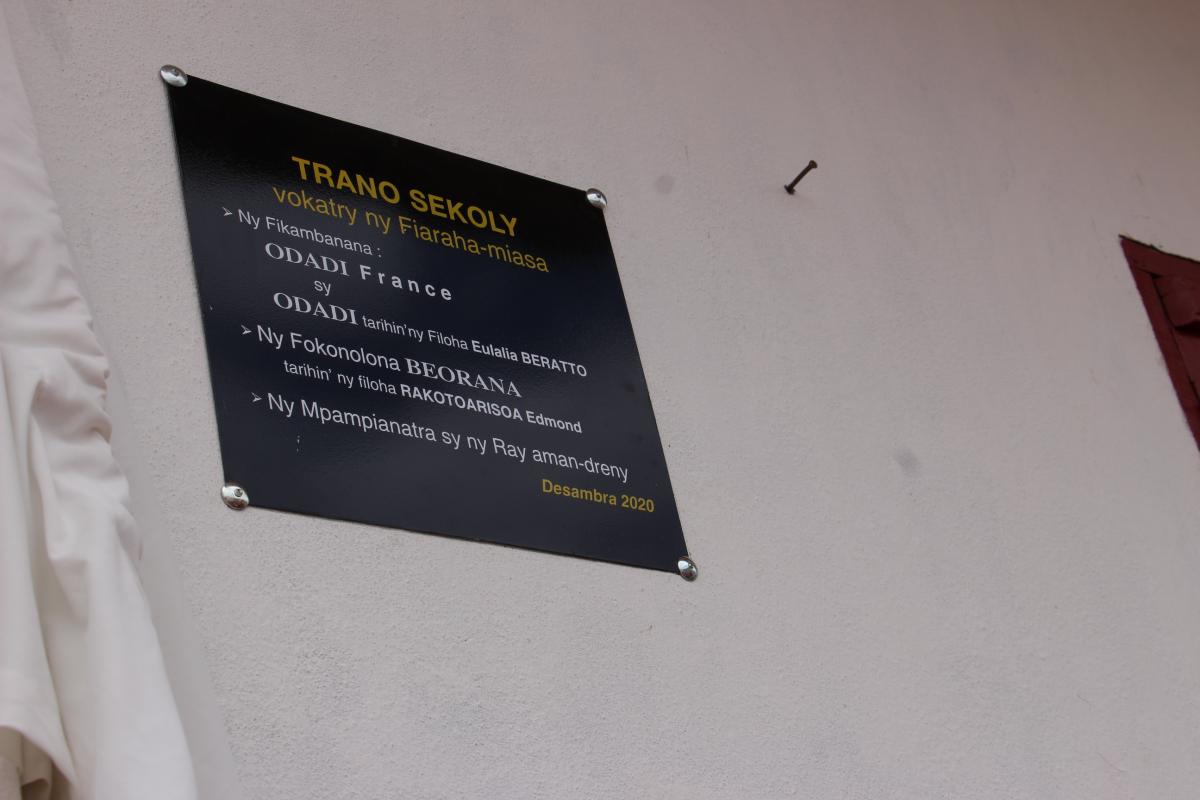 TRANO SEKOLY
vokatry ny Fiaraha-miasa
➢ Ny Fikambanana :
ODADI France
sy
ODADI tarihin'ny Filoha Eulalia BERATTO
➢ Ny Fokonolona BEORANA
tarihin' ny filoha RAKOTOARISOA Edmond
➢ Ny Mpampianatra sy ny Ray aman-dreny
Desambra 2020